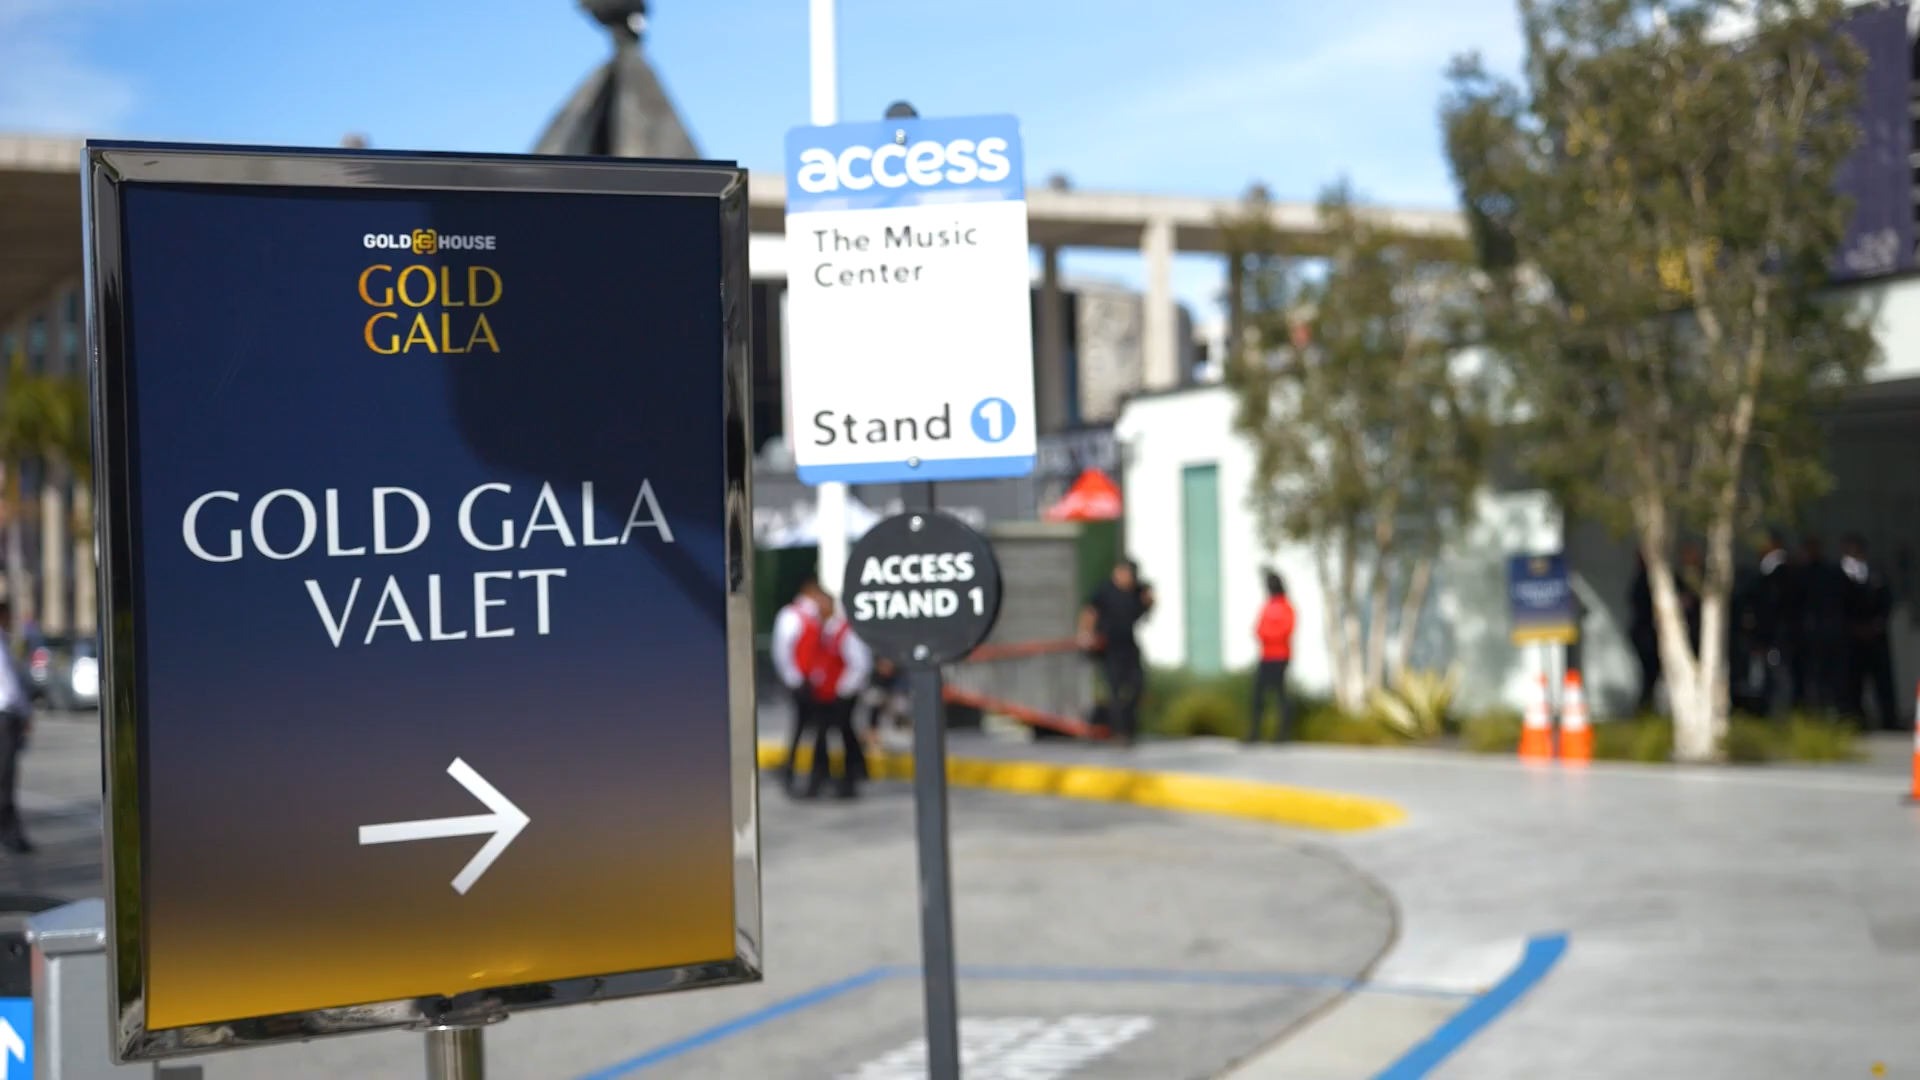 GOLD HOUSE
GOLD
GALA
GOLD GALA
VALET
access
The Music
Center
Stand 1
ACCESS
STAND 1